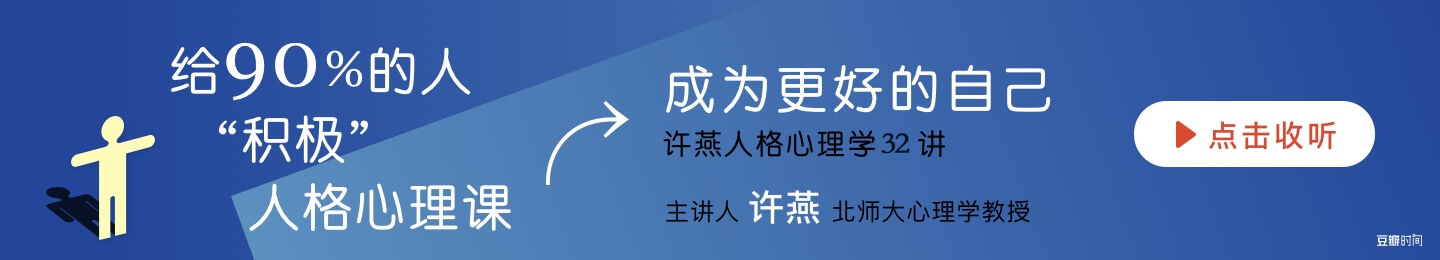 给90%的人
“积极”
人格心理课
成为更好的自己
许燕人格心理学32讲
主讲人 许燕 北师大心理学教授
点击收听
豆瓣时间